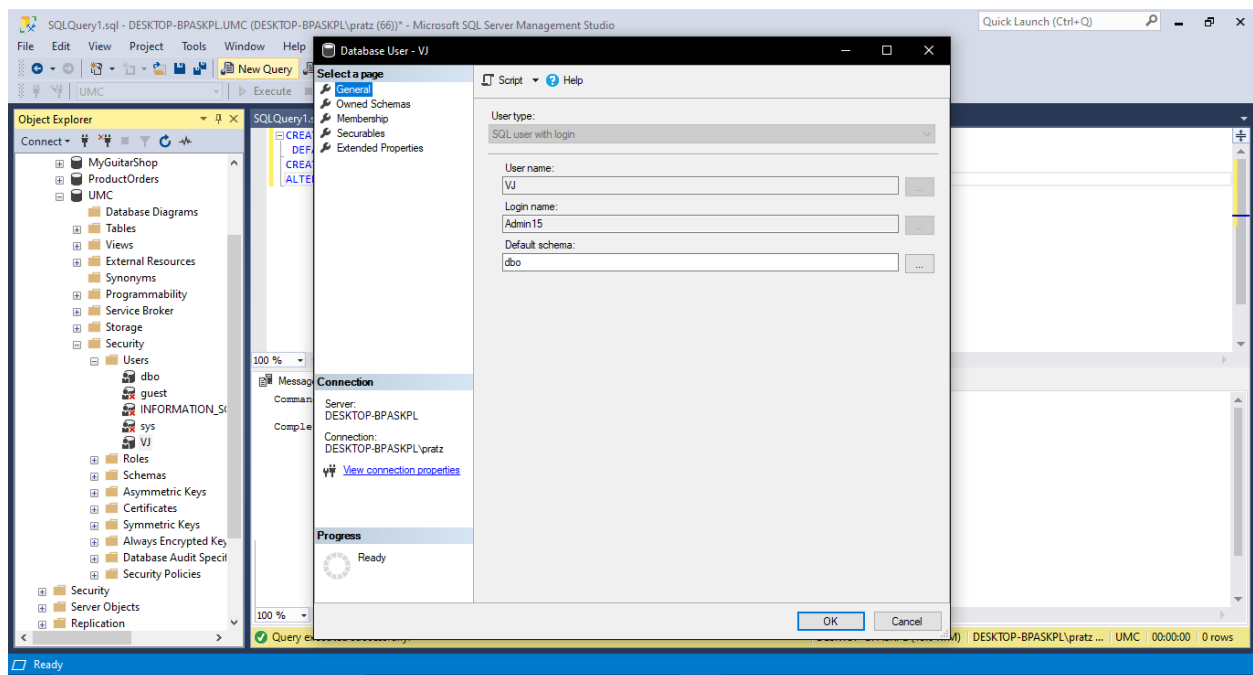 SQLQuery1.sql - DESKTOP-BPASKPL.UMC (DESKTOP-BPASKPL\pratz (66))* - Microsoft SQL Server Management Studio
Quick Launch (Ctrl+Q)
File Edit View Project Tools Window Help
New Query
UMC
Execute
Object Explorer
Connect
MyGuitarShop
ProductOrders
UMC
Database Diagrams
Tables
Views
External Resources
Synonyms
Programmability
Service Broker
Storage
Security
Users
dbo
guest
INFORMATION_S
sys
VJ
Roles
Schemas
Asymmetric Keys
Certificates
Symmetric Keys
Always Encrypted Key
Database Audit Specif
Security Policies
Security
Server Objects
Replication
SQLQuery1.s
CREA
DEF
CREA
ALTE
100 %
Messag
Comman
Comple
100 %
Database User - VJ
Select a page
General
Owned Schemas
Membership
Securables
Extended Properties
Connection
Server:
DESKTOP-BPASKPL
Connection:
DESKTOP-BPASKPL\pratz
View connection properties
Progress
Ready
Script Help
User type:
SQL user with login
User name:
VJ
...
Login name:
Admin15
...
Default schema:
dbo
...
OK Cancel
Query ex
DESKTOP-BPASKPL\pratz ... UMC 00:00:00 0 rows
Ready